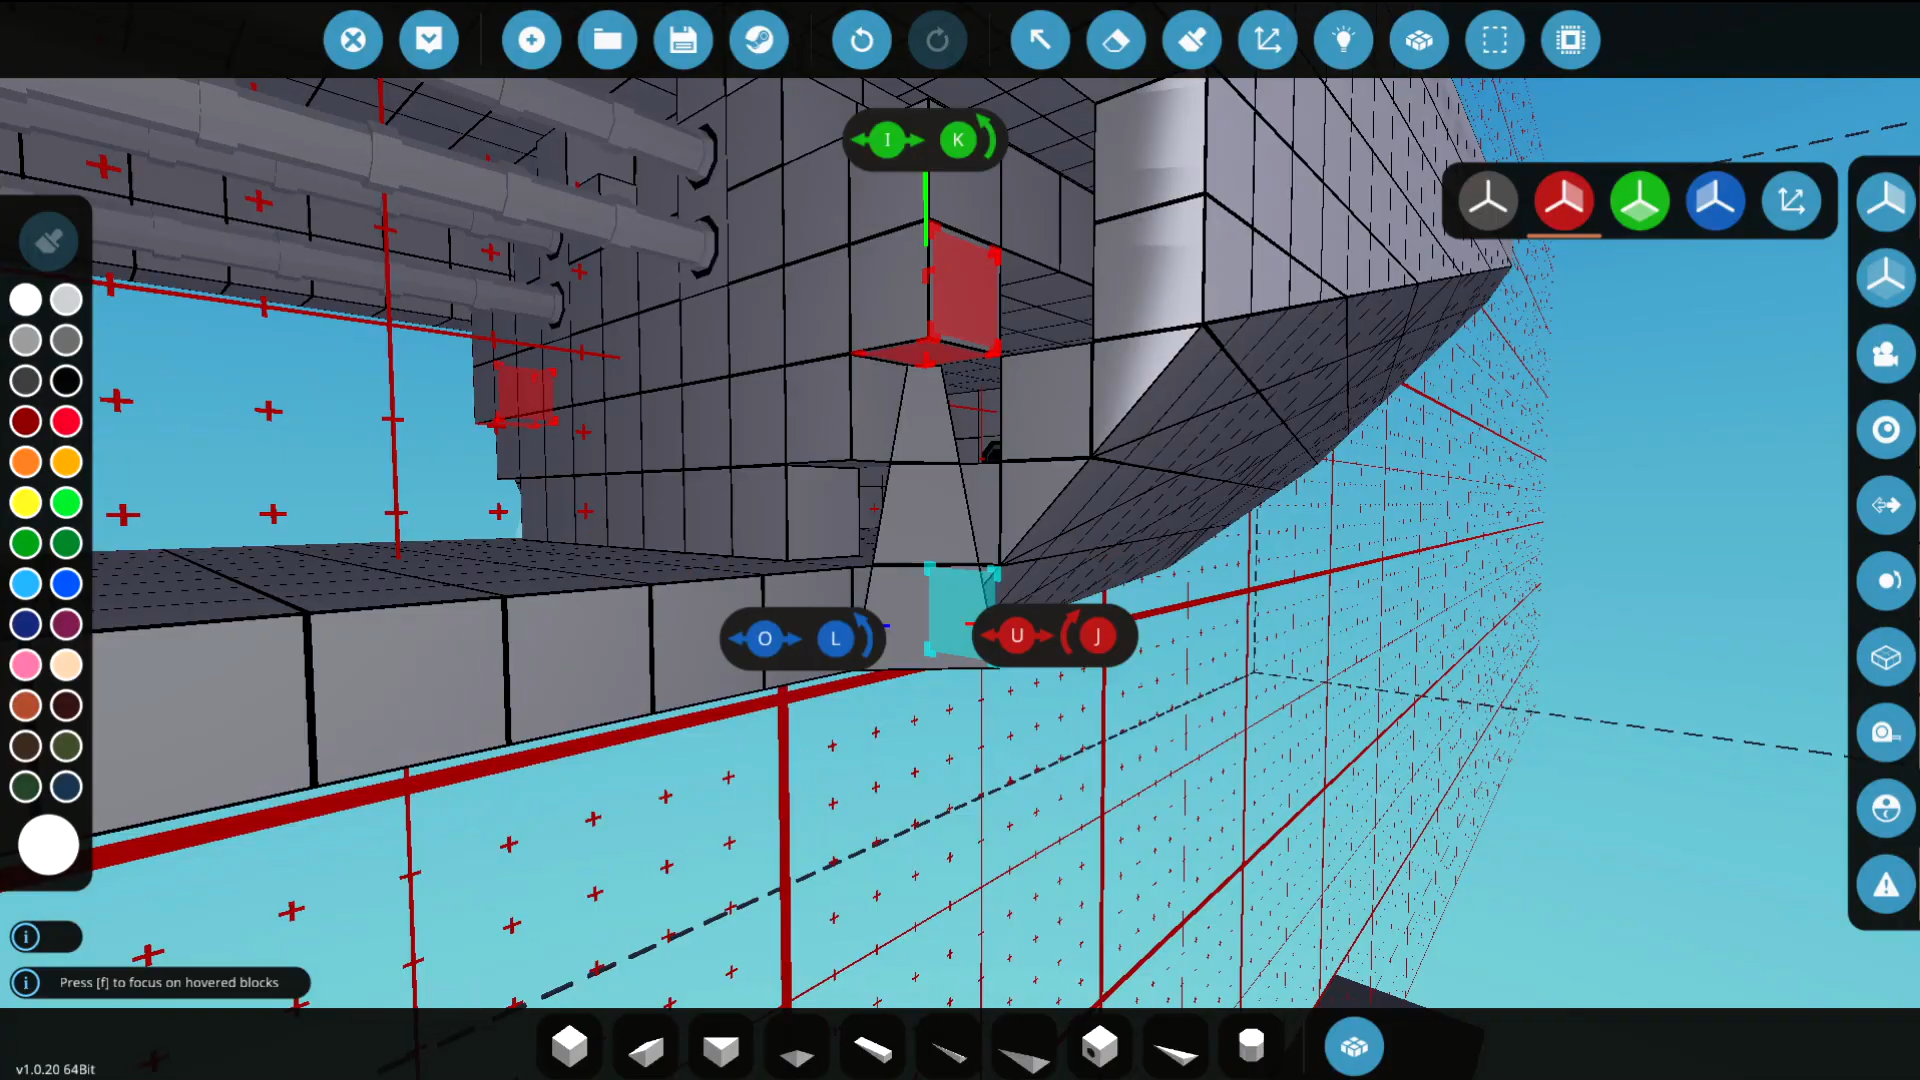 I K
O L U J
Press [f] to focus on hovered blocks
v1.0.20 64Bit